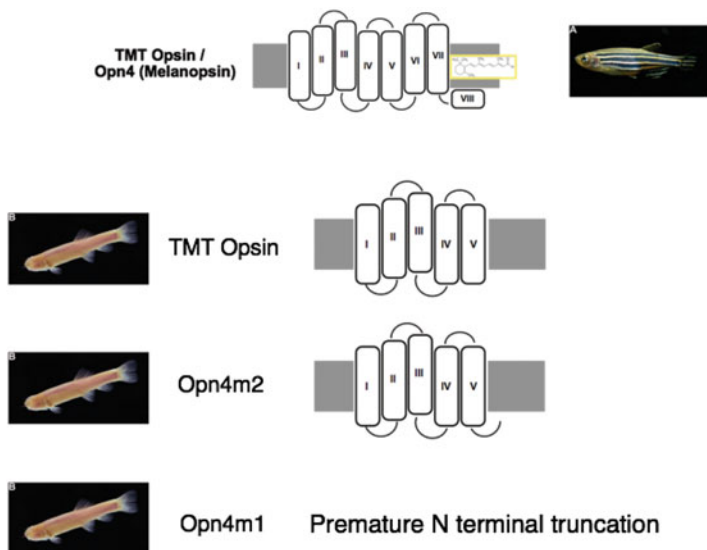 TMT Opsin /
Opn4 (Melanopsin)
I
II
III
IV
V
VI
VII
VIII
A
B
TMT Opsin
I
II
III
IV
V
B
Opn4m2
I
II
III
IV
V
B
Opn4m1
Premature N terminal truncation